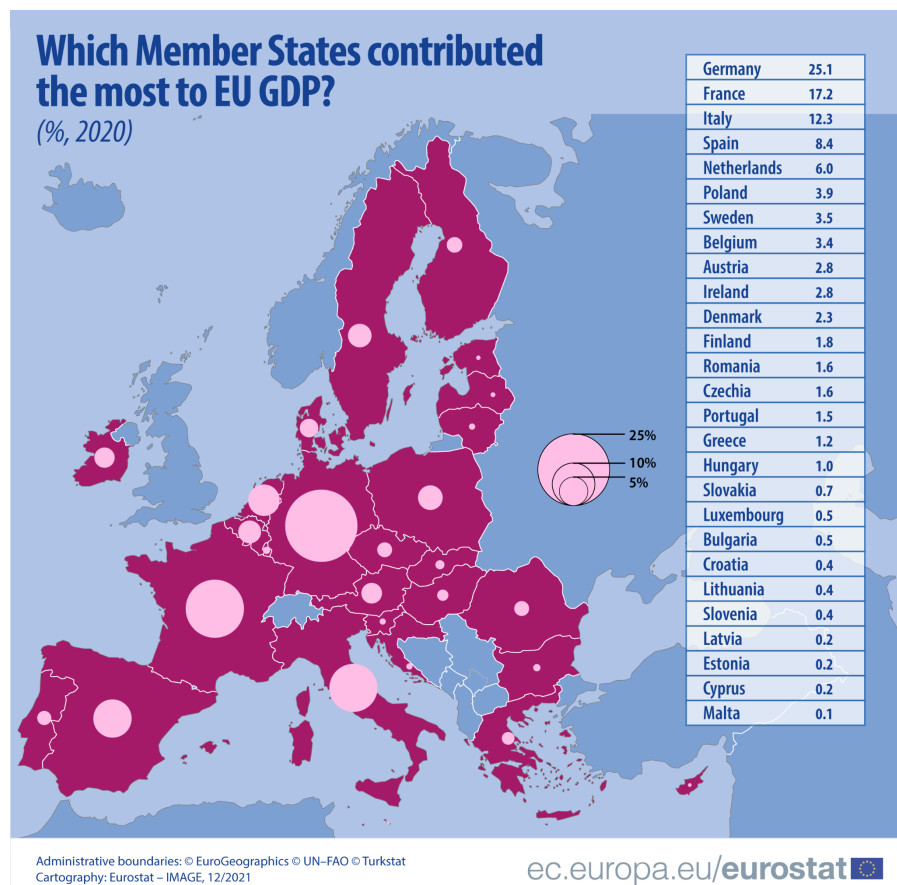 Which Member States contributed
the most to EU GDP?
(%, 2020)
Germany 25.1
France 17.2
Italy 12.3
Spain 8.4
Netherlands 6.0
Poland 3.9
Sweden 3.5
Belgium 3.4
Austria 2.8
Ireland 2.8
Denmark 2.3
Finland 1.8
Romania 1.6
Czechia 1.6
Portugal 1.5
Greece 1.2
Hungary 1.0
Slovakia 0.7
Luxembourg 0.5
Bulgaria 0.5
Croatia 0.4
Lithuania 0.4
Slovenia 0.4
Latvia 0.2
Estonia 0.2
Cyprus 0.2
Malta 0.1
25%
10%
5%
Administrative boundaries: © EuroGeographics © UN–FAO © Turkstat
Cartography: Eurostat – IMAGE, 12/2021
ec.europa.eu/eurostat